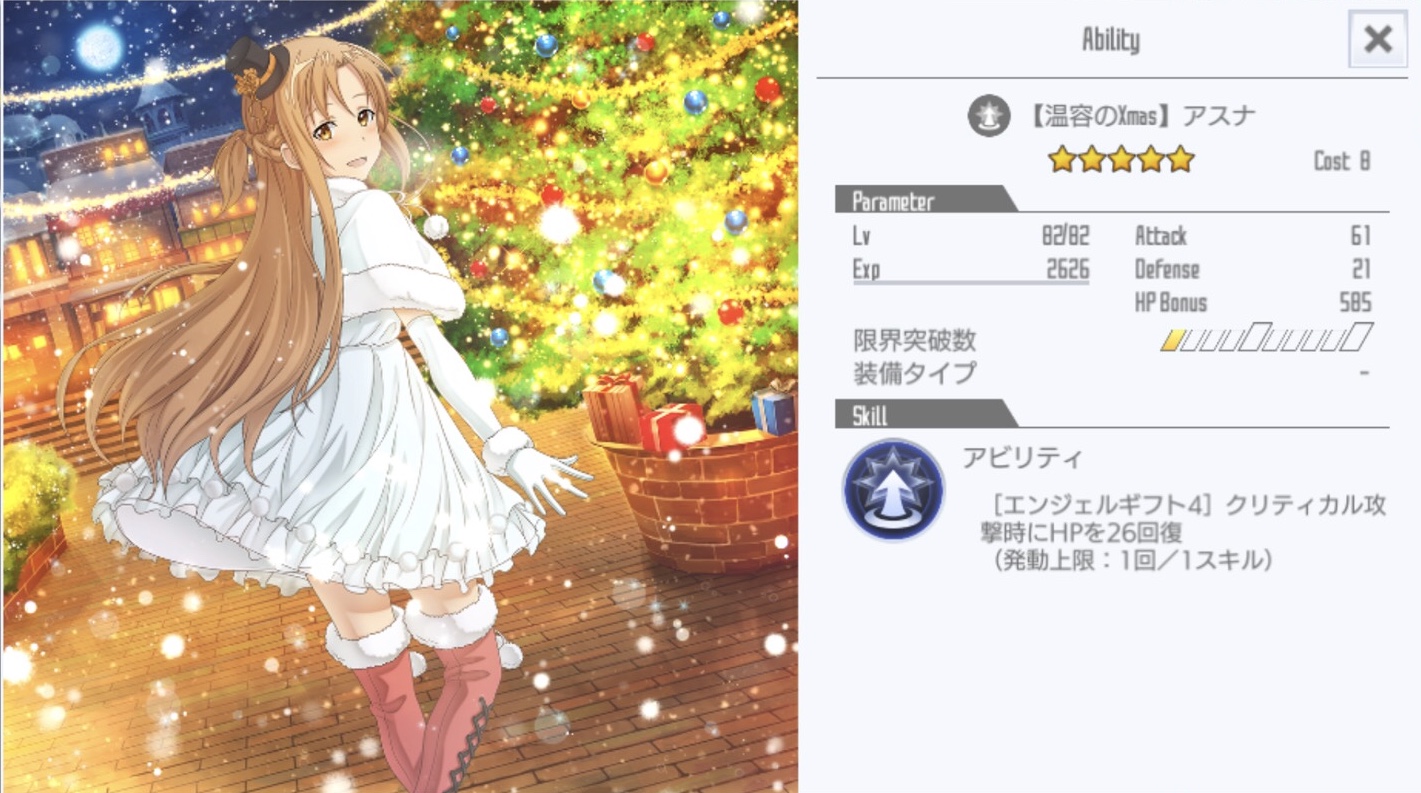 Ability
【温容のXmas】アスナ
Cost 8
Parameter
Lv 82/82 Attack 61
Exp 2626 Defense 21
HP Bonus 585
限界突破数
装備タイプ -
Skill
アビリティ
［エンジェルギフト4］クリティカル攻
撃時にHPを26回復
（発動上限：1回／1スキル）